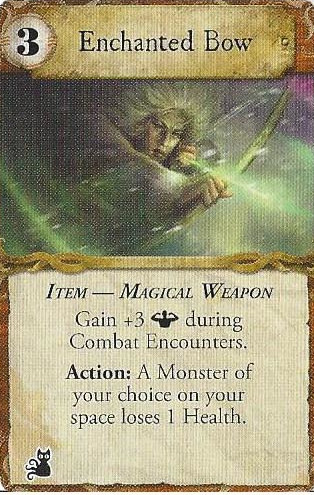 3 Enchanted Bow
ITEM — MAGICAL WEAPON
Gain +3 during
Combat Encounters.
Action: A Monster of
your choice on your
space loses 1 Health.